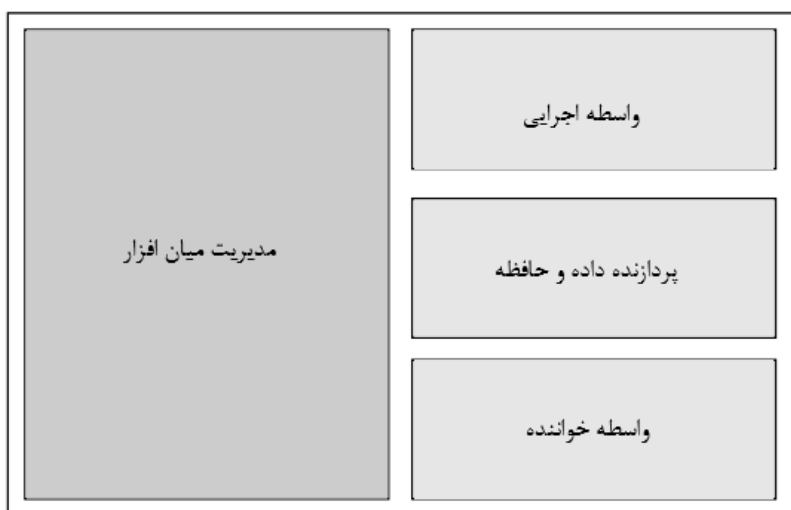 واسطه اجرایی
مدیریت میان افزار
پردازنده داده و حافظه
واسطه خواننده